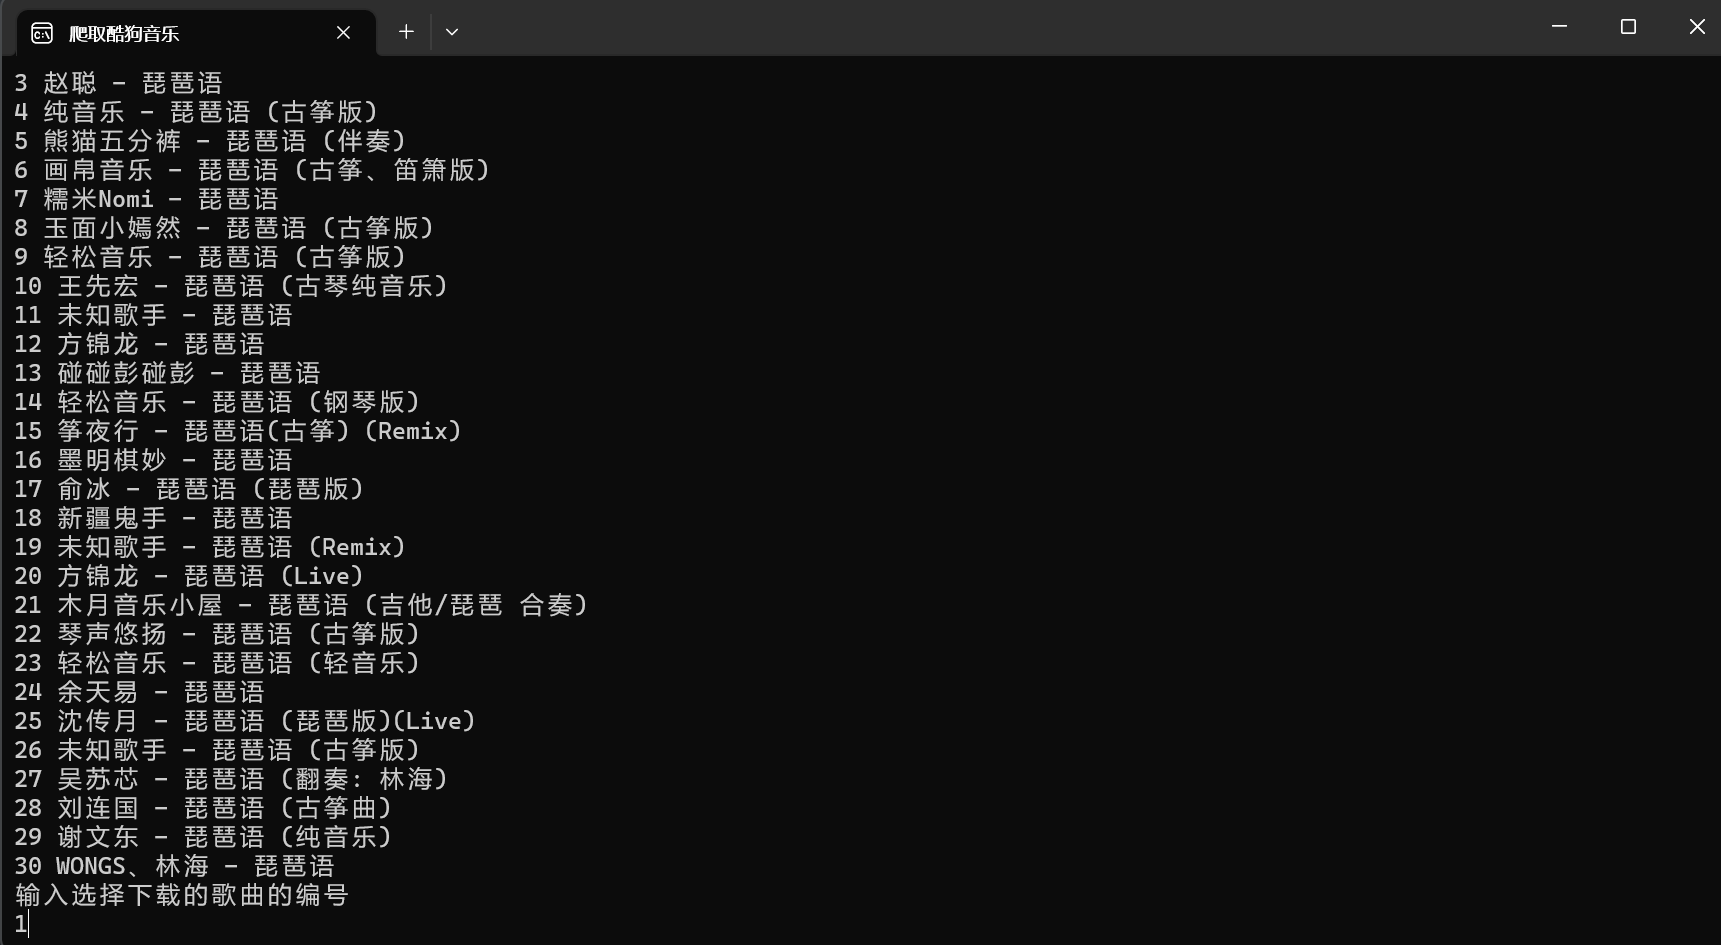 爬取酷狗音乐
3 赵聪 - 琵琶语
4 纯音乐 - 琵琶语 (古筝版)
5 熊猫五分裤 - 琵琶语 (伴奏)
6 画帛音乐 - 琵琶语 (古筝、笛箫版)
7 糯米Nomi - 琵琶语
8 玉面小嫣然 - 琵琶语 (古筝版)
9 轻松音乐 - 琵琶语 (古筝版)
10 王先宏 - 琵琶语 (古琴纯音乐)
11 未知歌手 - 琵琶语
12 方锦龙 - 琵琶语
13 碰碰彭碰彭 - 琵琶语
14 轻松音乐 - 琵琶语 (钢琴版)
15 筝夜行 - 琵琶语(古筝) (Remix)
16 墨明棋妙 - 琵琶语
17 俞冰 - 琵琶语 (琵琶版)
18 新疆鬼手 - 琵琶语
19 未知歌手 - 琵琶语 (Remix)
20 方锦龙 - 琵琶语 (Live)
21 木月音乐小屋 - 琵琶语 (吉他/琵琶 合奏)
22 琴声悠扬 - 琵琶语 (古筝版)
23 轻松音乐 - 琵琶语 (轻音乐)
24 余天易 - 琵琶语
25 沈传月 - 琵琶语 (琵琶版)(Live)
26 未知歌手 - 琵琶语 (古筝版)
27 吴苏芯 - 琵琶语 (翻奏: 林海)
28 刘连国 - 琵琶语 (古筝曲)
29 谢文东 - 琵琶语 (纯音乐)
30 WONGS、林海 - 琵琶语
输入选择下载的歌曲的编号
1